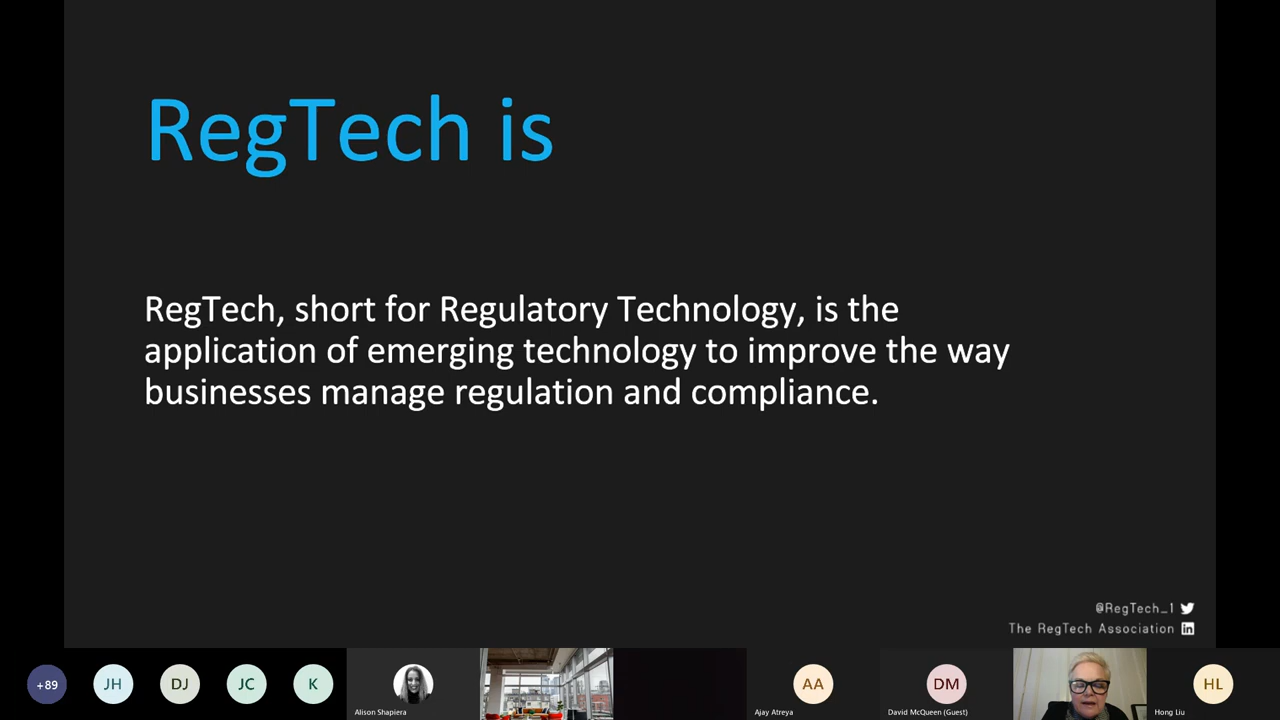 RegTech is
RegTech, short for Regulatory Technology, is the
application of emerging technology to improve the way
businesses manage regulation and compliance.
@RegTech_1
The RegTech Association
+89
JH
DJ
JC
K
Alison Shapiera
AA
Ajay Atreya
DM
David McQueen (Guest)
HL
Hong Liu